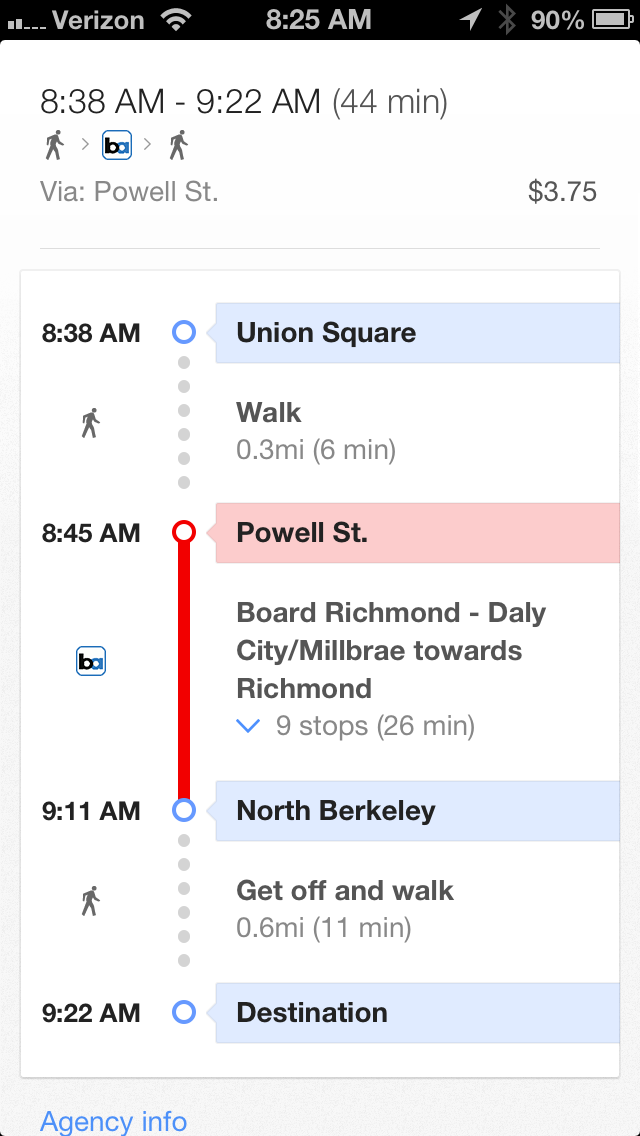 Verizon 8:25 AM 90%
8:38 AM - 9:22 AM (44 min)
ba
Via: Powell St. $3.75
8:38 AM Union Square
Walk
0.3mi (6 min)
8:45 AM Powell St.
Board Richmond - Daly
City/Millbrae towards
Richmond
ba
9 stops (26 min)
9:11 AM North Berkeley
Get off and walk
0.6mi (11 min)
9:22 AM Destination
Agency info